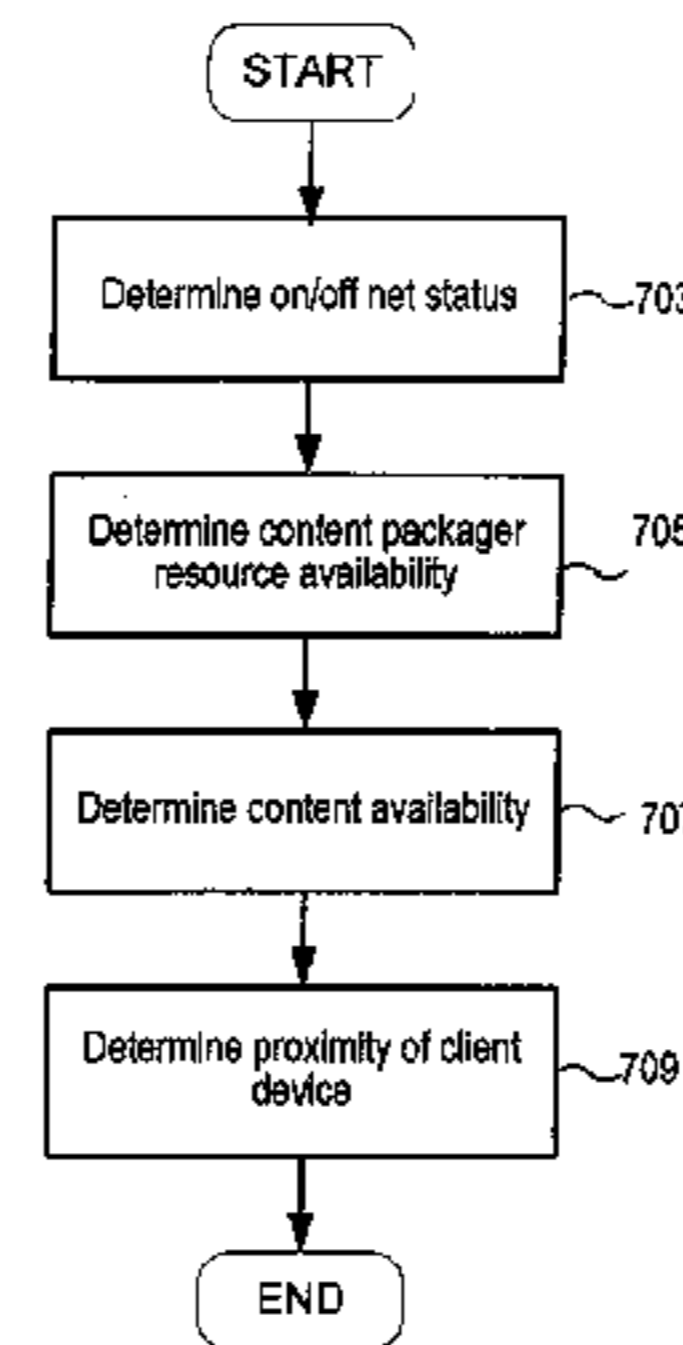 START
Determine on/off net status
703
Determine content packager
resource availability
705
Determine content availability
707
Determine proximity of client
device
709
END